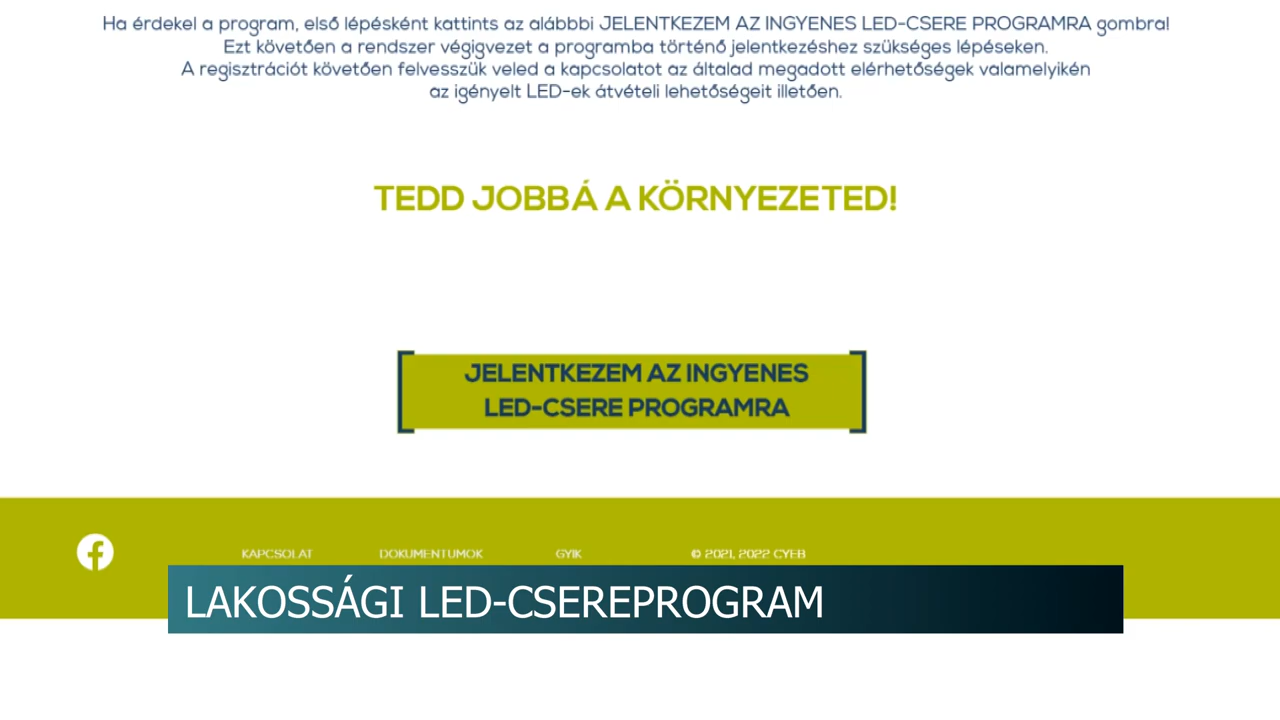 Ha érdekel a program, első lépésként kattints az alábbbi JELENTKEZEM AZ INGYENES LED-CSERE PROGRAMRA gombra!
Ezt követően a rendszer végigvezet a programba történő jelentkezéshez szükséges lépéseken.
A regisztrációt követően felvesszük veled a kapcsolatot az általad megadott elérhetőségek valamelyikén
az igényelt LED-ek átvételi lehetőségeit illetően.
TEDD JOBBÁ A KÖRNYEZETED!
JELENTKEZEM AZ INGYENES
LED-CSERE PROGRAMRA
KAPCSOLAT DOKUMENTUMOK GYIK © 2021, 2022 CYEB
LAKOSSÁGI LED-CSEREPROGRAM